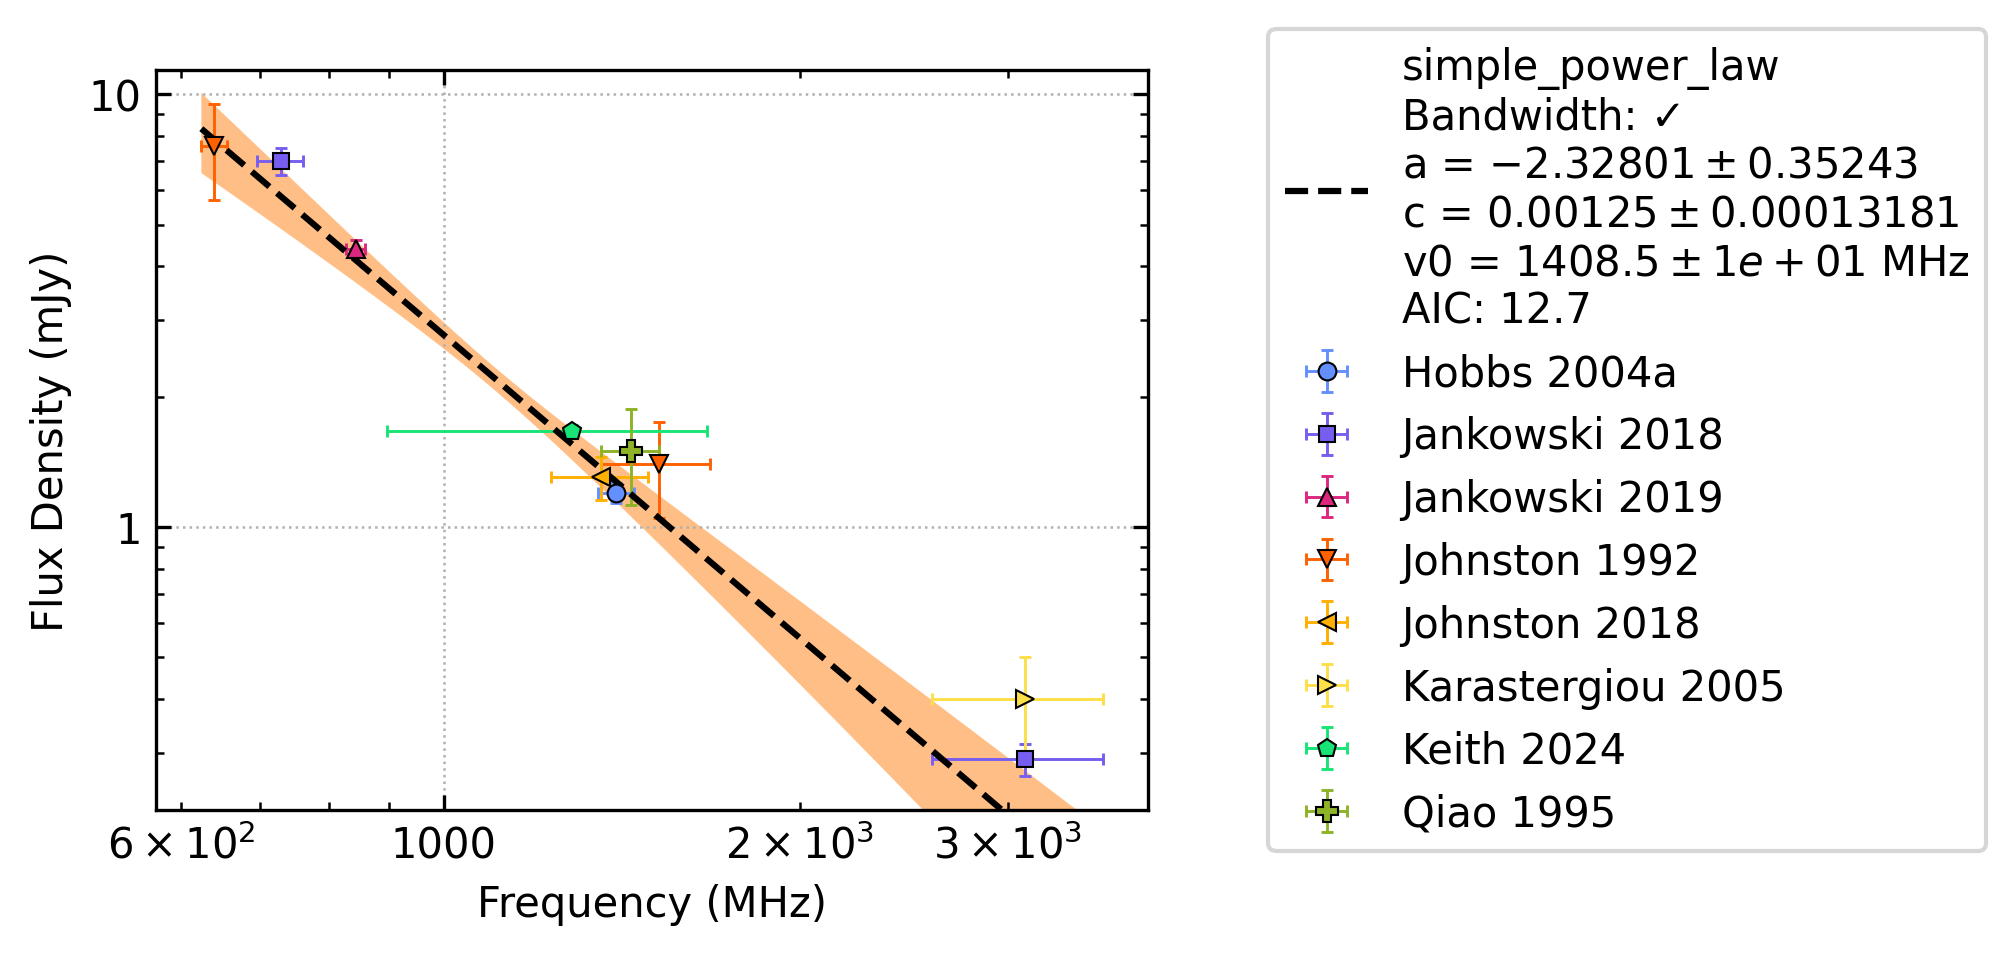 10
1
Flux Density (mJy)
6 × 10²
1000
2 × 10³
3 × 10³
Frequency (MHz)
simple_power_law
Bandwidth: ✓
a = −2.32801 ± 0.35243
c = 0.00125 ± 0.00013181
v0 = 1408.5 ± 1e + 01 MHz
AIC: 12.7
Hobbs 2004a
Jankowski 2018
Jankowski 2019
Johnston 1992
Johnston 2018
Karastergiou 2005
Keith 2024
Qiao 1995